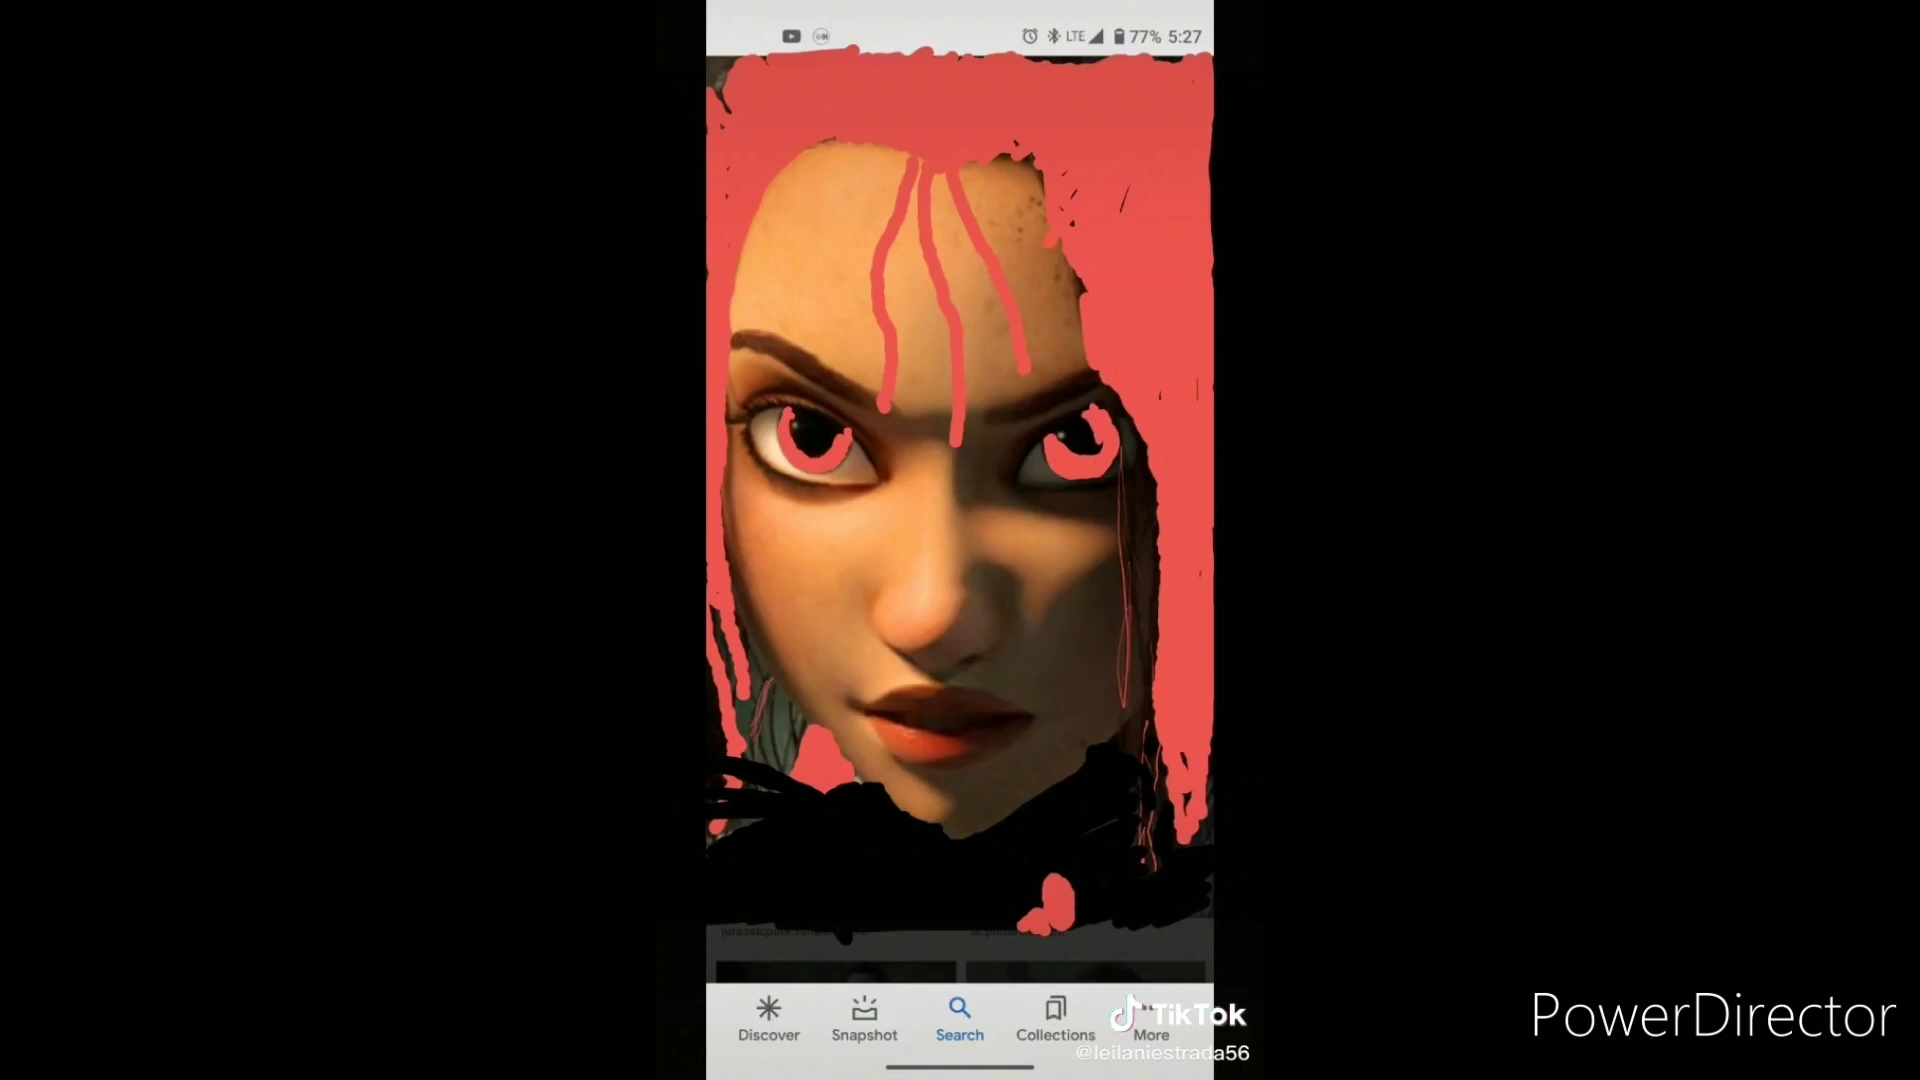 LTE 77% 5:27
Discover Snapshot Search Collections More
TikTok
@leilaniestrada56
PowerDirector